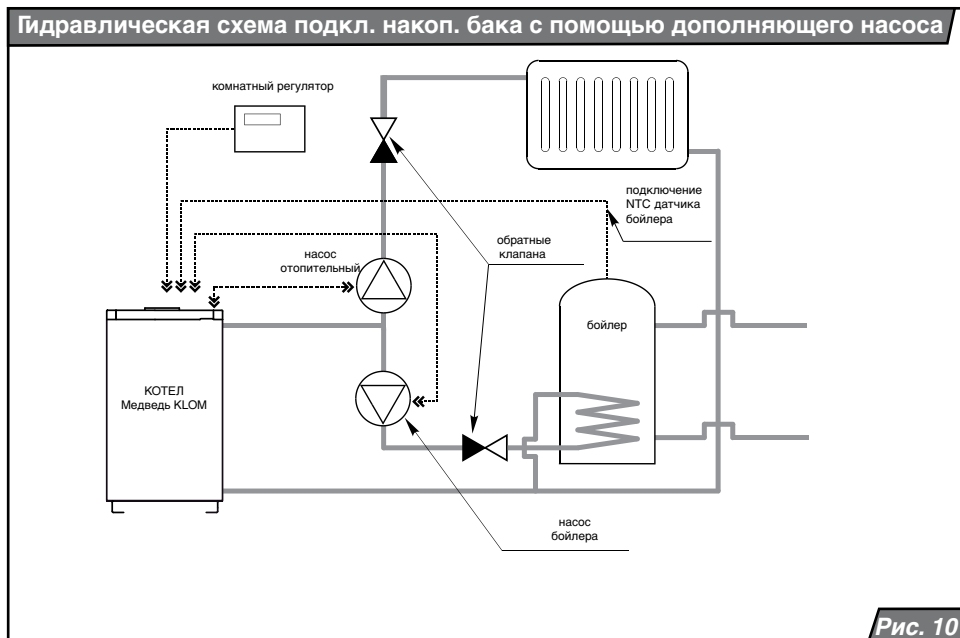 Гидравлическая схема подкл. накоп. бака с помощью дополняющего насоса
комнатный регулятор
подключение
NTC датчика
бойлера
обратные
клапана
насос
отопительный
бойлер
КОТЕЛ
Медведь KLOM
насос
бойлера
Рис. 10